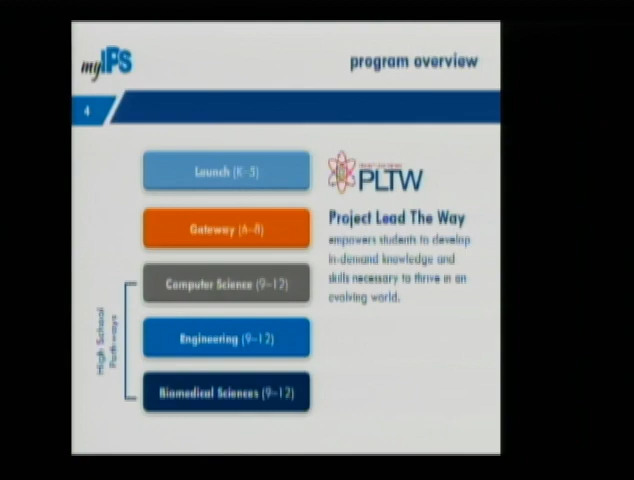 myIPS
program overview
4
Launch (K-5)
Gateway (6-8)
Computer Science (9-12)
Engineering (9-12)
Biomedical Sciences (9-12)
High School
Pathways
PLTW
Project Lead The Way
empowers students to develop
in-demand knowledge and
skills necessary to thrive in an
evolving world.